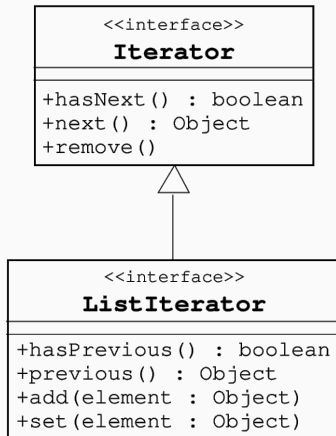 <<interface>>
Iterator
+hasNext() : boolean
+next() : Object
+remove()
<<interface>>
ListIterator
+hasPrevious() : boolean
+previous() : Object
+add(element : Object)
+set(element : Object)